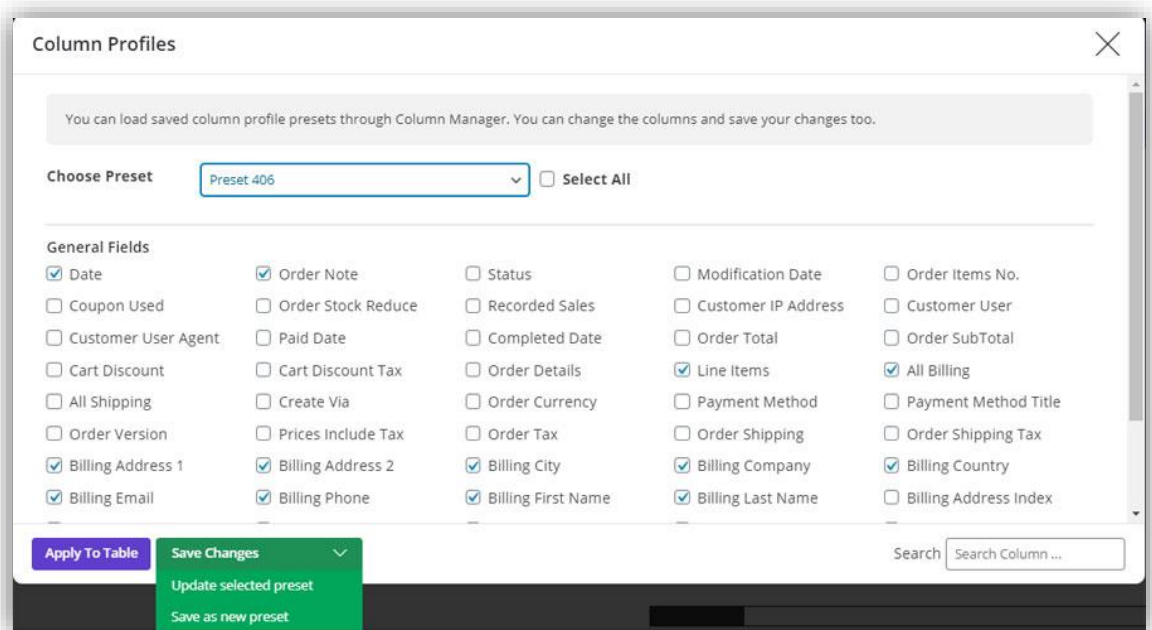 Column Profiles
You can load saved column profile presets through Column Manager. You can change the columns and save your changes too.
Choose Preset Preset 406 Select All
General Fields
Date Order Note Status Modification Date Order Items No.
Coupon Used Order Stock Reduce Recorded Sales Customer IP Address Customer User
Customer User Agent Paid Date Completed Date Order Total Order SubTotal
Cart Discount Cart Discount Tax Order Details Line Items All Billing
All Shipping Create Via Order Currency Payment Method Payment Method Title
Order Version Prices Include Tax Order Tax Order Shipping Order Shipping Tax
Billing Address 1 Billing Address 2 Billing City Billing Company Billing Country
Billing Email Billing Phone Billing First Name Billing Last Name Billing Address Index
Apply To Table Save Changes Search Search Column ...
Update selected preset
Save as new preset